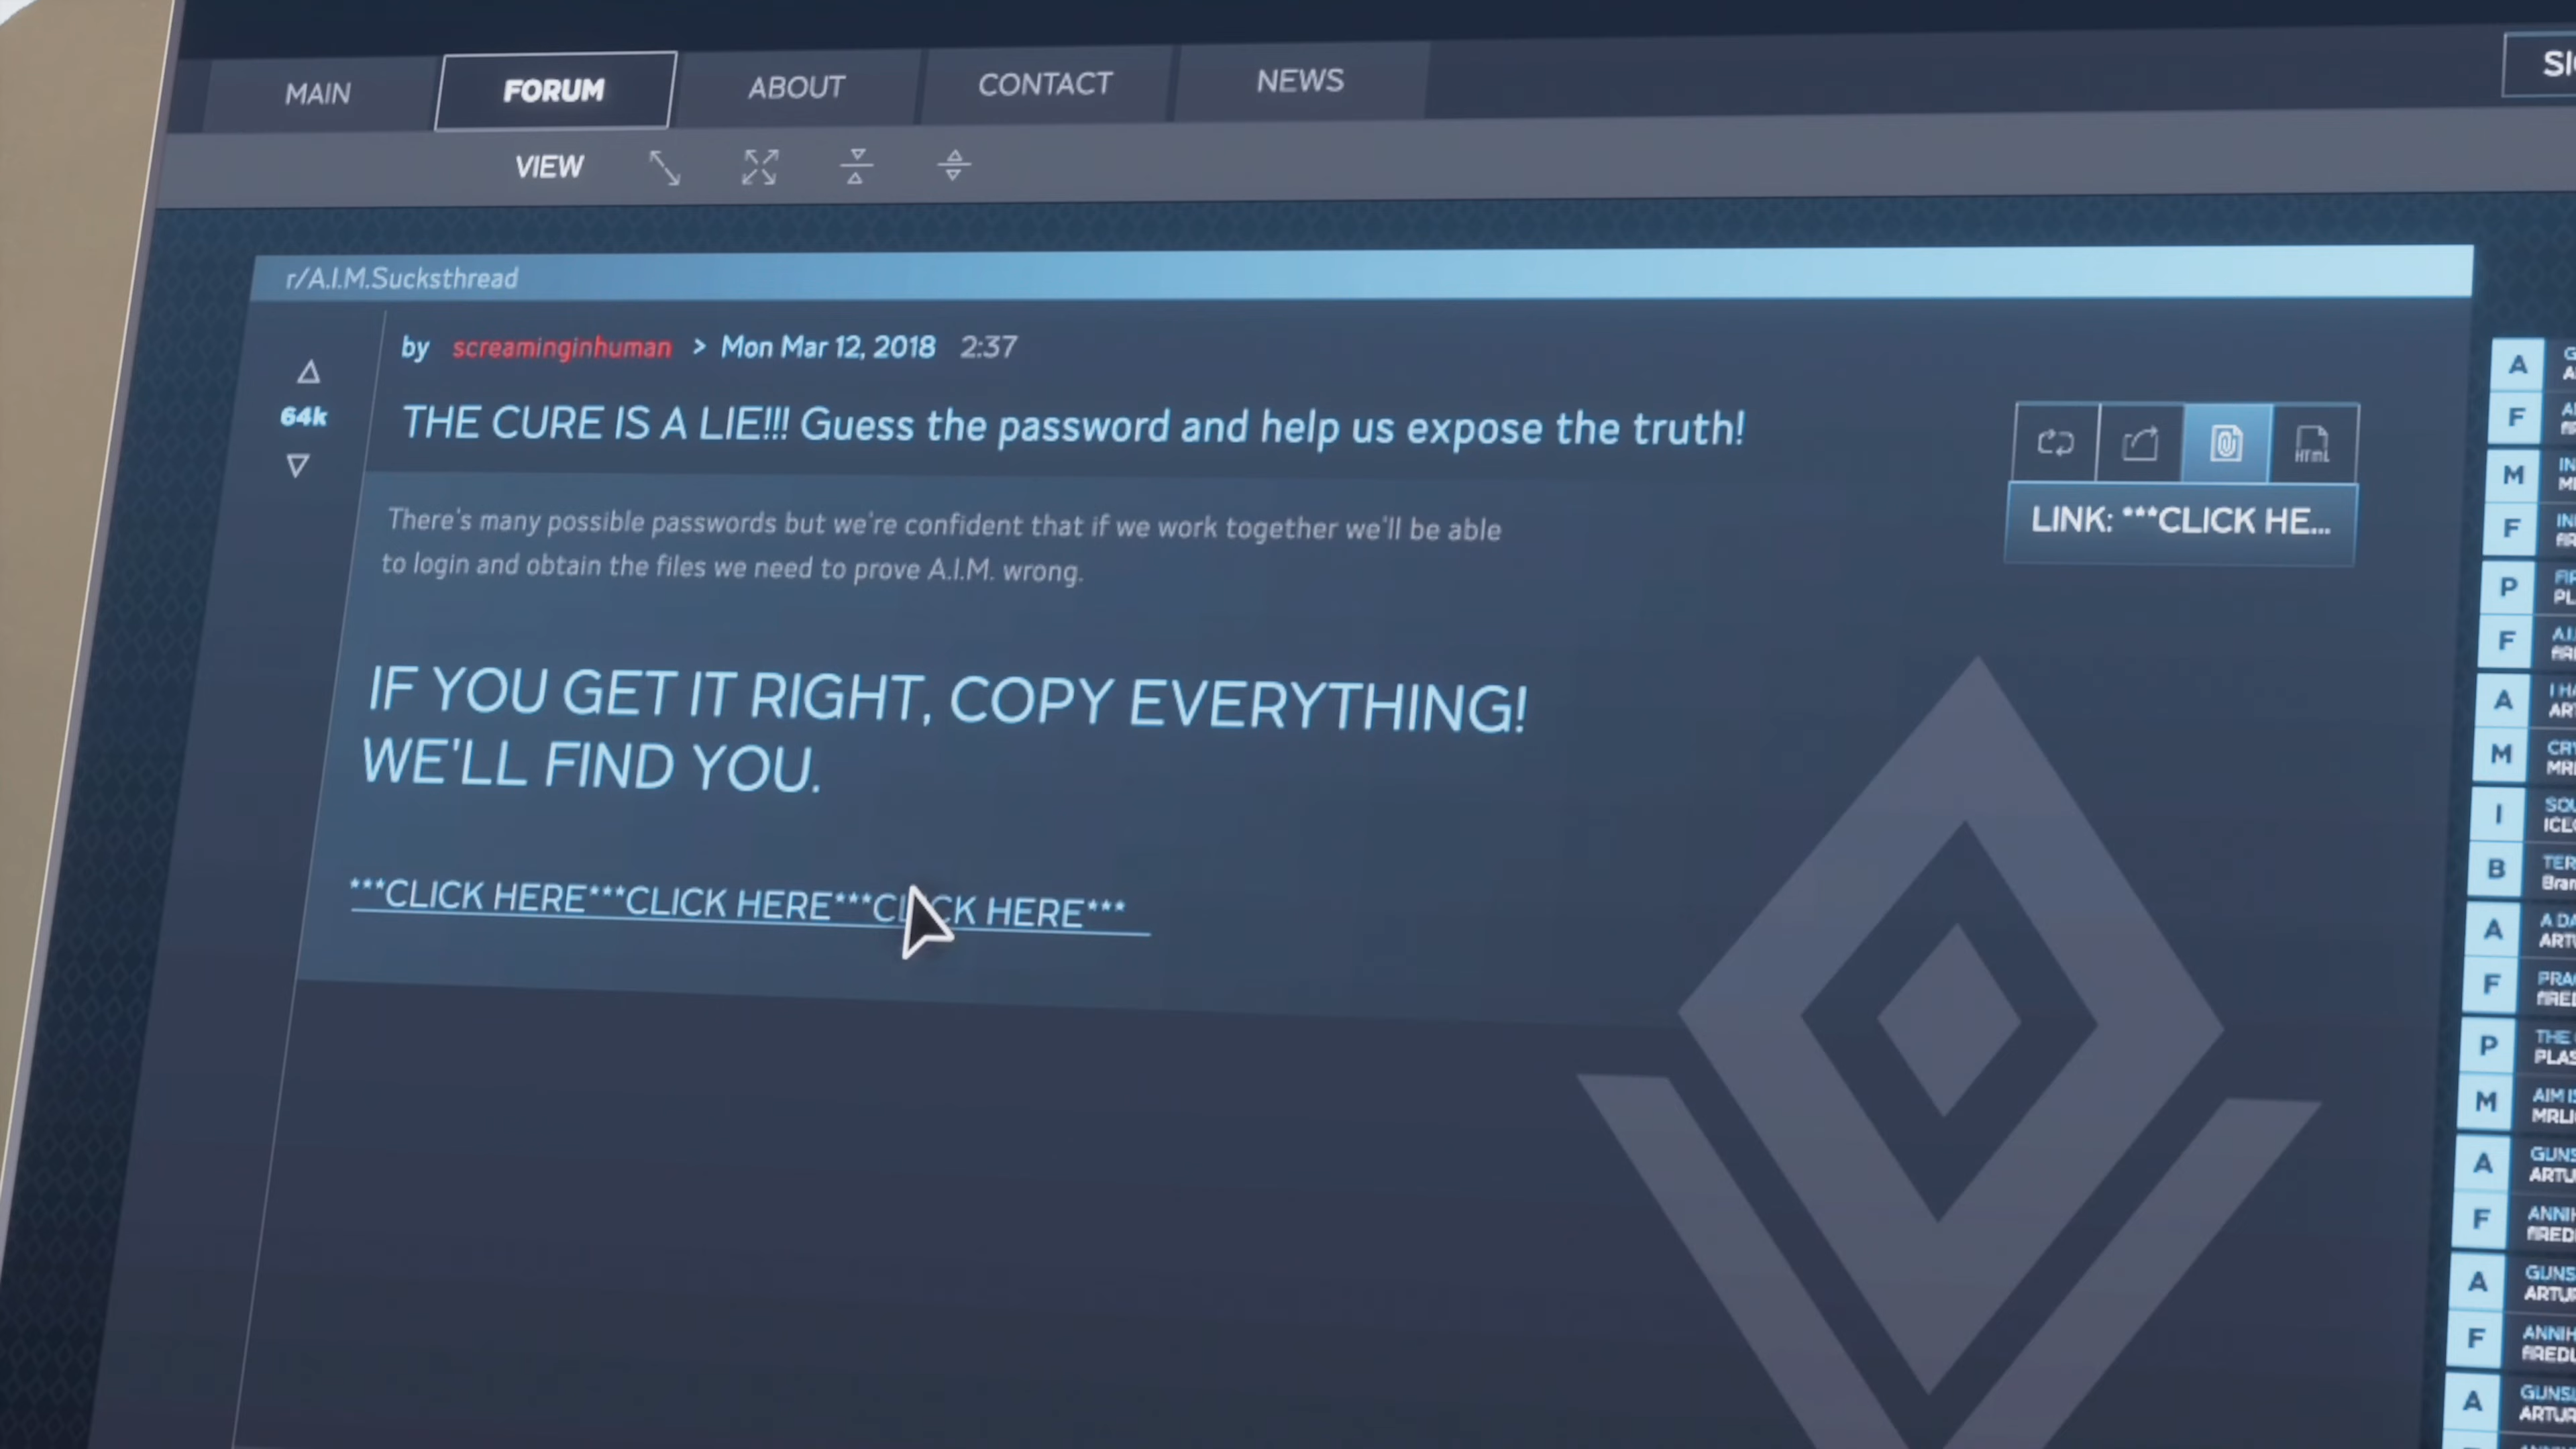 MAIN
FORUM
ABOUT
CONTACT
NEWS
VIEW
r/A.I.M.Sucksthread
by screaminginhuman > Mon Mar 12, 2018 2:37
64k
THE CURE IS A LIE!!! Guess the password and help us expose the truth!
HTML
LINK: ***CLICK HE...
There's many possible passwords but we're confident that if we work together we'll be able
to login and obtain the files we need to prove A.I.M. wrong.
IF YOU GET IT RIGHT, COPY EVERYTHING!
WE'LL FIND YOU.
***CLICK HERE***CLICK HERE***CLICK HERE***
A
F
M
F
P
F
A
M
I
B
A
F
P
M
A
F
A
F
A